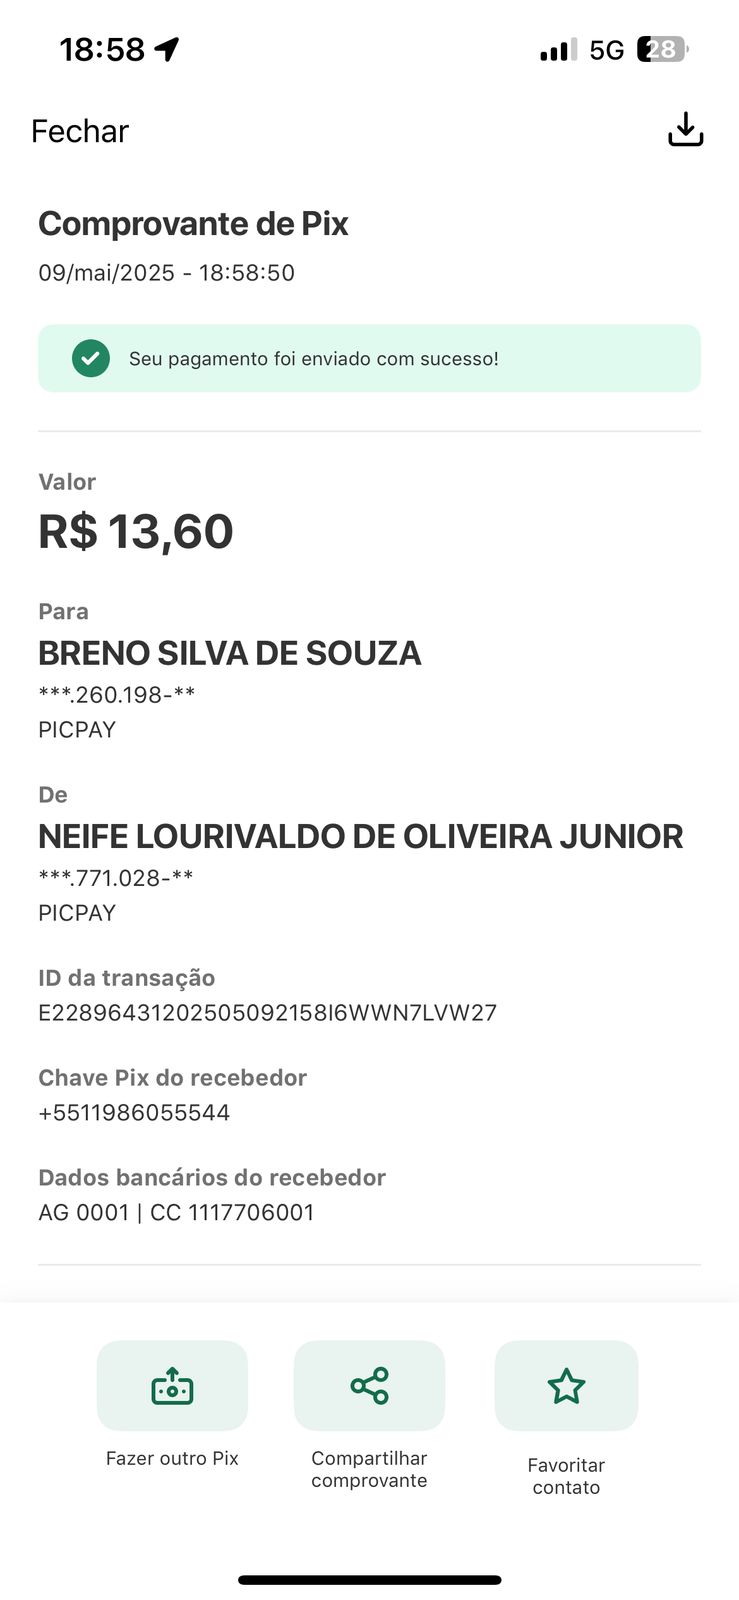 18:58 5G 28
Fechar
Comprovante de Pix
09/mai/2025 - 18:58:50
Seu pagamento foi enviado com sucesso!
Valor
R$ 13,60
Para
BRENO SILVA DE SOUZA
***.260.198-**
PICPAY
De
NEIFE LOURIVALDO DE OLIVEIRA JUNIOR
***.771.028-**
PICPAY
ID da transação
E22896431202505092158I6WWN7LVW27
Chave Pix do recebedor
+5511986055544
Dados bancários do recebedor
AG 0001 | CC 1117706001
Fazer outro Pix
Compartilhar
comprovante
Favoritar
contato